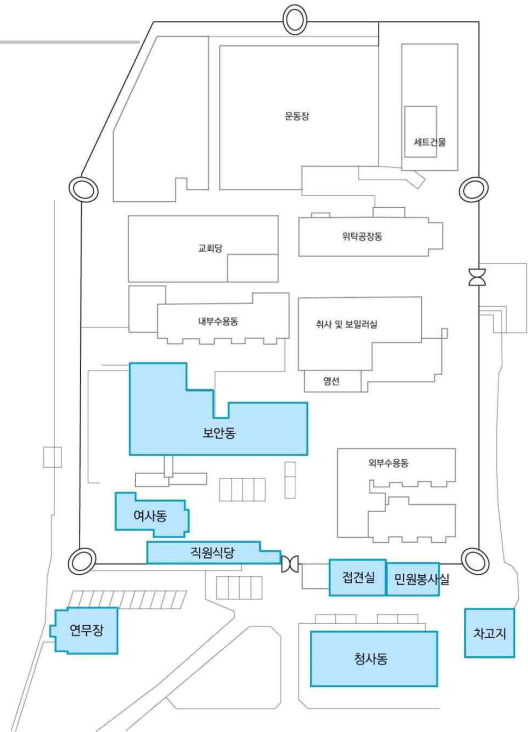 운동장
세트건물
교회당
위탁공장동
내부수용동
취사 및 보일러실
영선
보안동
외부수용동
여사동
직원식당
접견실
민원봉사실
연무장
차고지
청사동